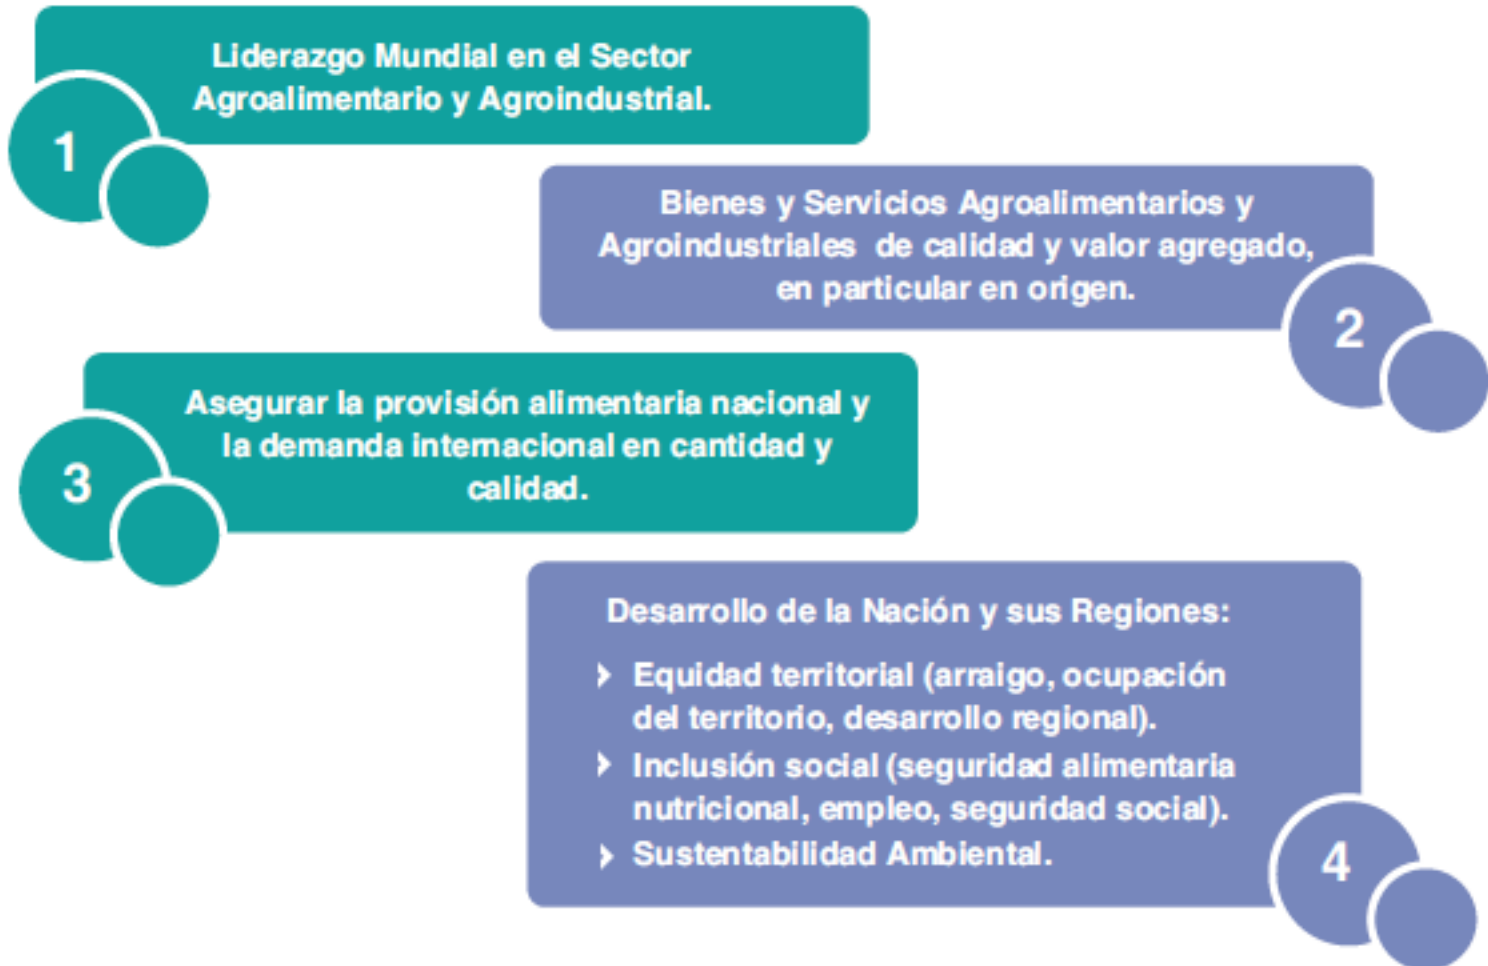 Liderazgo Mundial en el Sector
Agroalimentario y Agroindustrial.
1
Bienes y Servicios Agroalimentarios y
Agroindustriales de calidad y valor agregado,
en particular en origen.
2
Asegurar la provisión alimentaria nacional y
la demanda internacional en cantidad y
calidad.
3
Desarrollo de la Nación y sus Regiones:
Equidad territorial (arraigo, ocupación
del territorio, desarrollo regional).
Inclusión social (seguridad alimentaria
nutricional, empleo, seguridad social).
Sustentabilidad Ambiental.
4